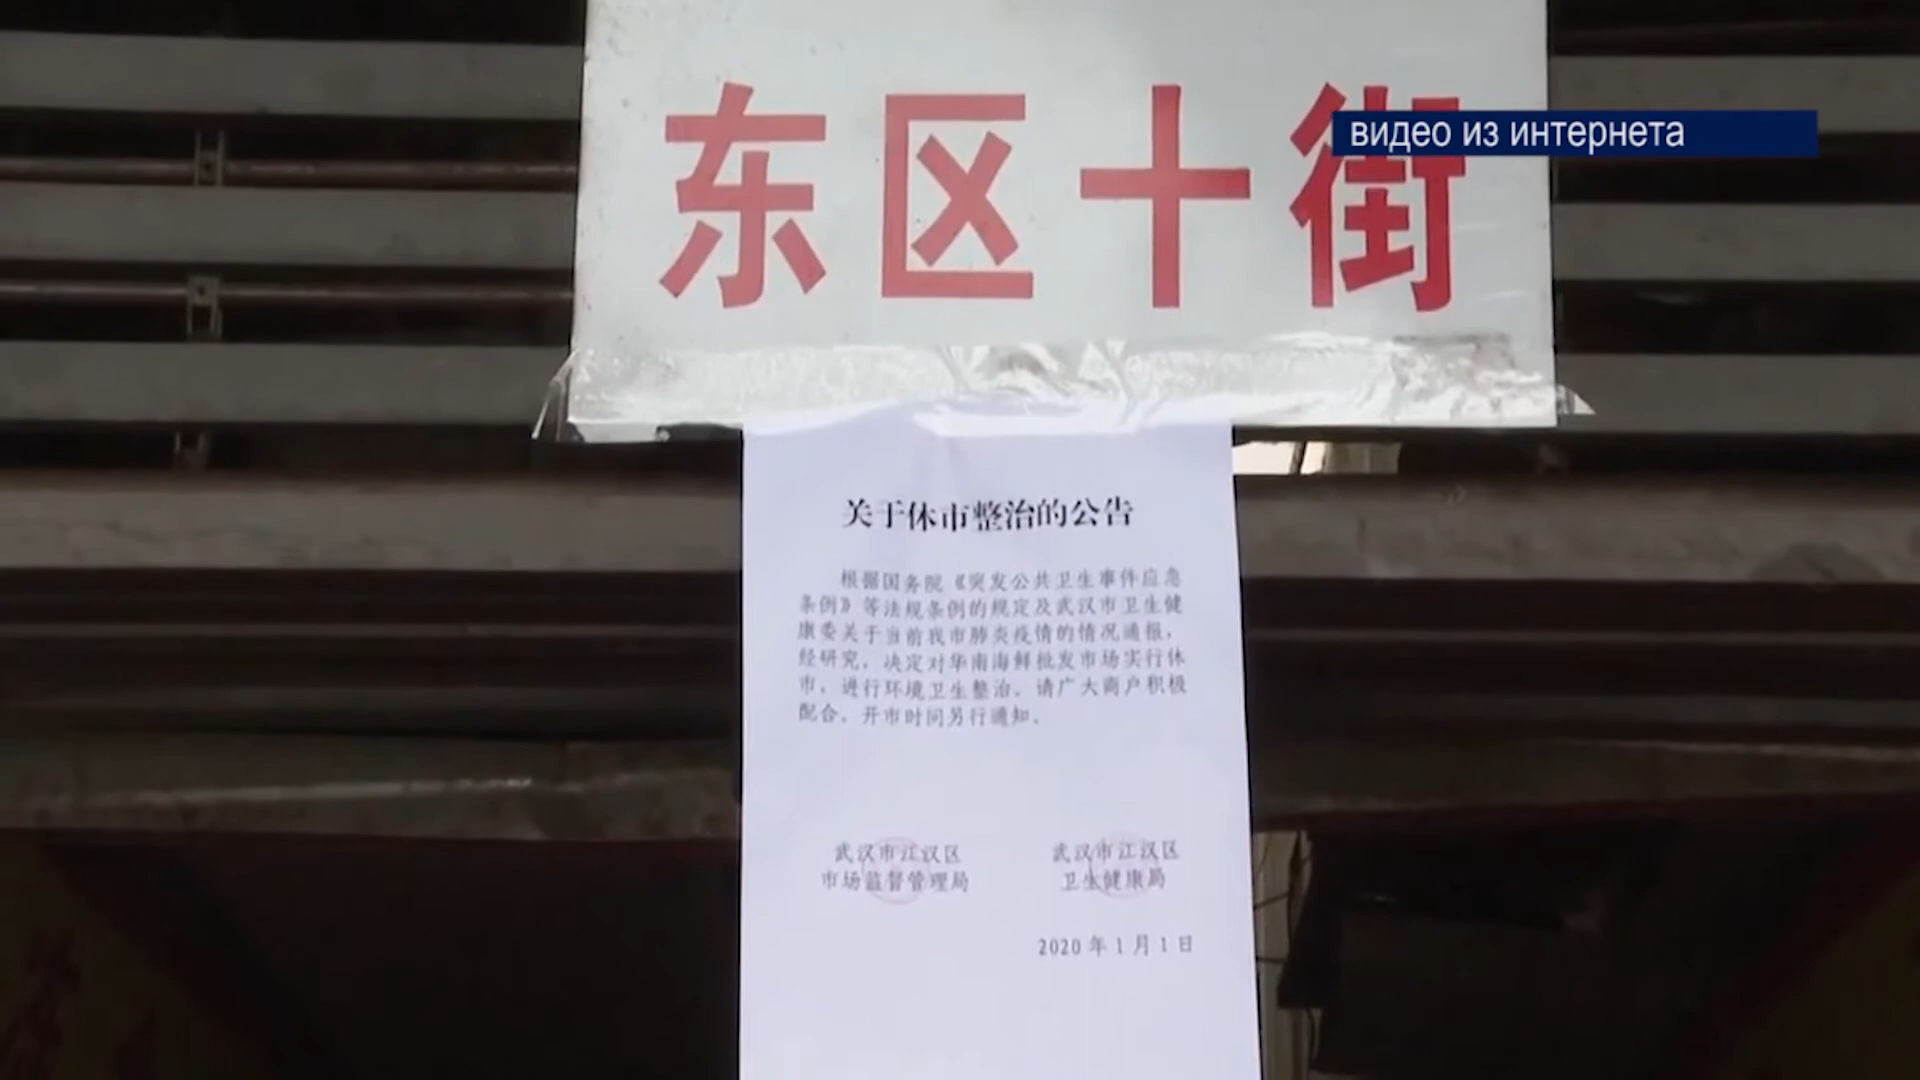 东区十街
видео из интернета
关于休市整治的公告
根据国务院《突发公共卫生事件应急
条例》等法规条例的规定及武汉市卫生健
康委关于当前我市肺炎疫情的情况通报，
经研究，决定对华南海鲜批发市场实行休
市，进行环境卫生整治。请广大商户积极
配合。开市时间另行通知。
武汉市江汉区
市场监督管理局
武汉市江汉区
卫生健康局
2020年1月1日